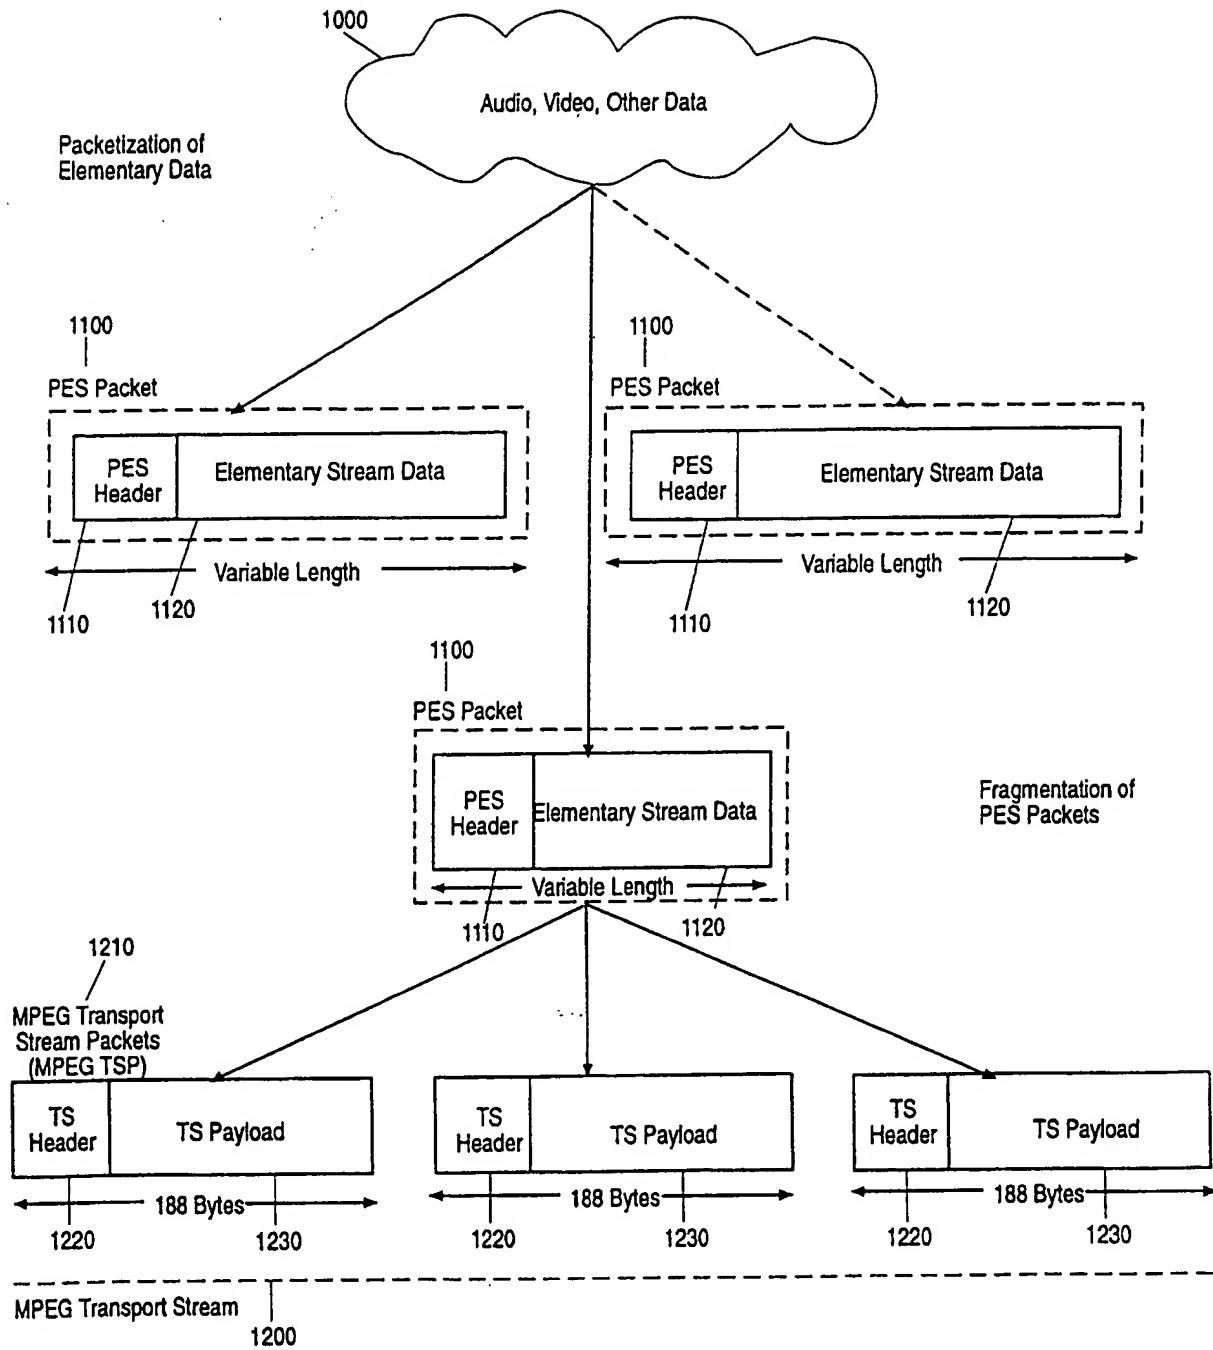 1000
Audio, Video, Other Data
Packetization of
Elementary Data
1100
PES Packet
PES
Header
Elementary Stream Data
Variable Length
1110
1120
1100
PES Packet
PES
Header
Elementary Stream Data
Variable Length
1110
1120
1100
PES Packet
PES
Header
Elementary Stream Data
Variable Length
1110
1120
Fragmentation of
PES Packets
1210
MPEG Transport
Stream Packets
(MPEG TSP)
TS
Header
TS Payload
188 Bytes
1220
1230
TS
Header
TS Payload
188 Bytes
1220
1230
TS
Header
TS Payload
188 Bytes
1220
1230
MPEG Transport Stream
1200